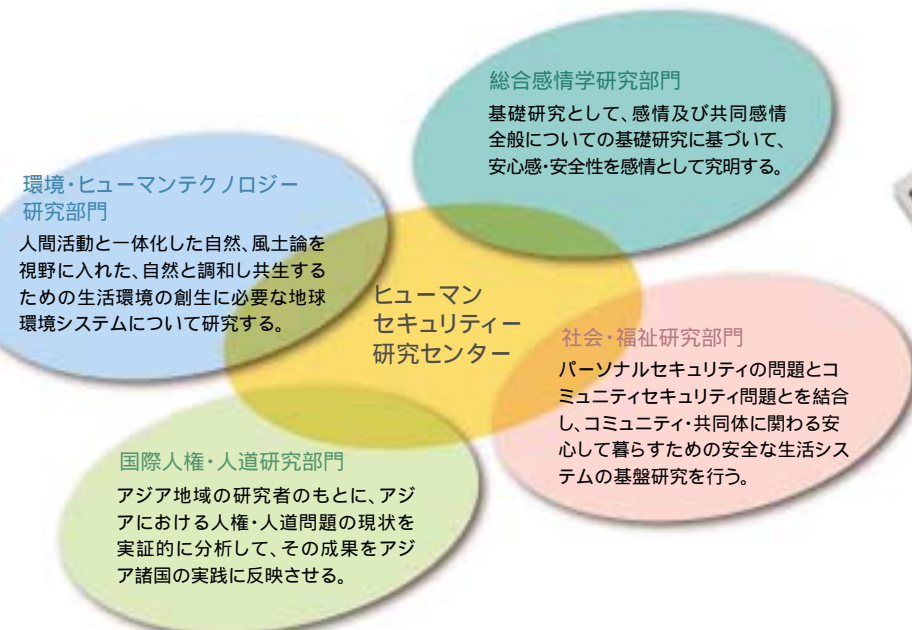 総合感情学研究部門
基礎研究として、感情及び共同感情
全般についての基礎研究に基づいて、
安心感・安全性を感情として究明する。
環境・ヒューマンテクノロジー
研究部門
人間活動と一体化した自然、風土論を
視野に入れた、自然と調和し共生する
ための生活環境の創生に必要な地球
環境システムについて研究する。
ヒューマン
セキュリティー
研究センター
社会・福祉研究部門
パーソナルセキュリティの問題とコ
ミュニティセキュリティ問題とを結合
し、コミュニティ・共同体に関わる安
心して暮らすための安全な生活シス
テムの基盤研究を行う。
国際人権・人道研究部門
アジア地域の研究者のもとに、アジ
アにおける人権・人道問題の現状を
実証的に分析して、その成果をアジ
ア諸国の実践に反映させる。